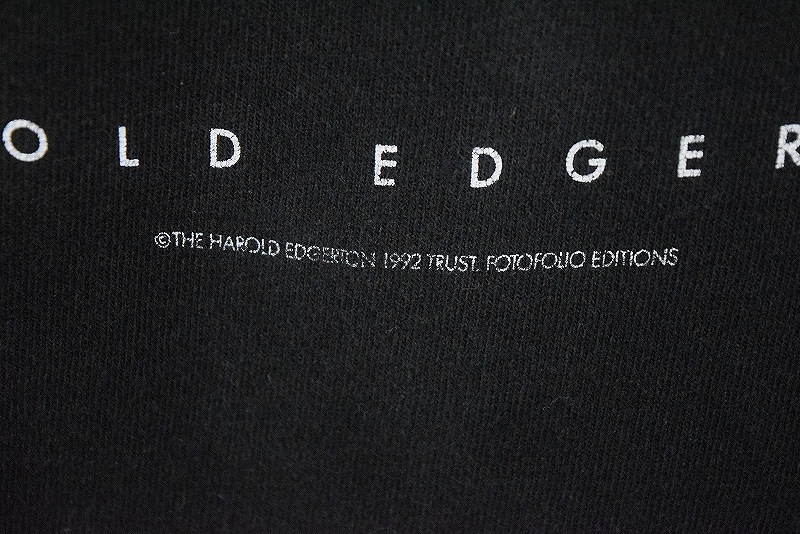 OLD EDGER
©THE HAROLD EDGERTON 1992 TRUST. FOTOFOLIO EDITIONS